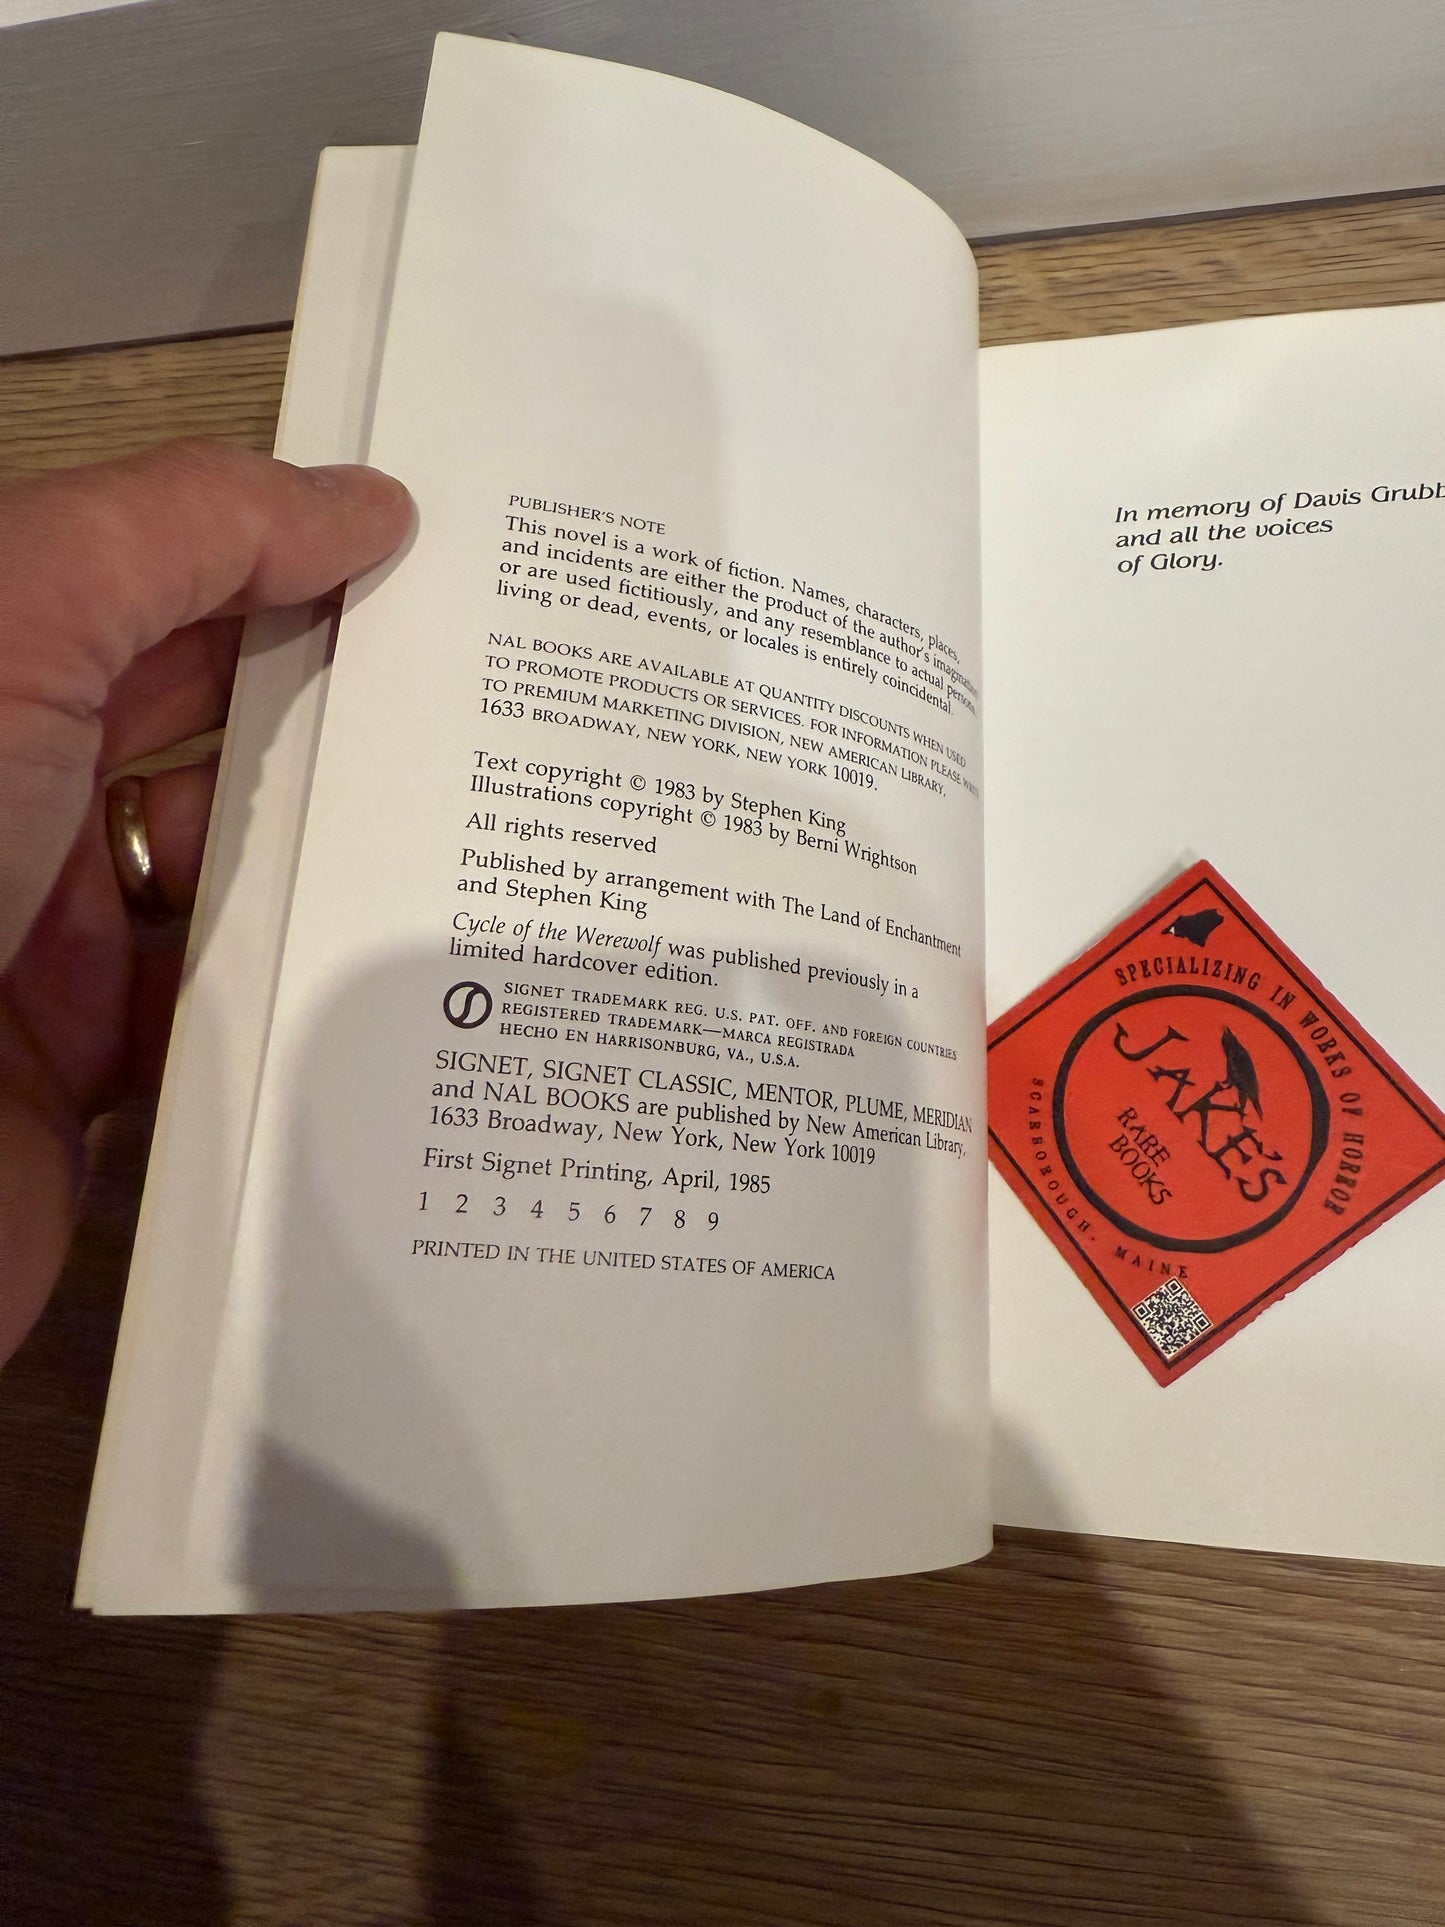 PUBLISHER'S NOTE
This novel is a work of fiction. Names, characters, places,
and incidents are either the product of the author's imagination
or are used fictitiously, and any resemblance to actual persons,
living or dead, events, or locales is entirely coincidental.
NAL BOOKS ARE AVAILABLE AT QUANTITY DISCOUNTS WHEN USED
TO PROMOTE PRODUCTS OR SERVICES. FOR INFORMATION PLEASE WRITE
TO PREMIUM MARKETING DIVISION, NEW AMERICAN LIBRARY,
1633 BROADWAY, NEW YORK, NEW YORK 10019.
Text copyright © 1983 by Stephen King
Illustrations copyright © 1983 by Berni Wrightson
All rights reserved
Published by arrangement with The Land of Enchantment
and Stephen King
Cycle of the Werewolf was published previously in a
limited hardcover edition.
SIGNET TRADEMARK REG. U.S. PAT. OFF. AND FOREIGN COUNTRIES
REGISTERED TRADEMARK—MARCA REGISTRADA
HECHO EN HARRISONBURG, VA., U.S.A.
SIGNET, SIGNET CLASSIC, MENTOR, PLUME, MERIDIAN
and NAL BOOKS are published by New American Library,
1633 Broadway, New York, New York 10019
First Signet Printing, April, 1985
1 2 3 4 5 6 7 8 9
PRINTED IN THE UNITED STATES OF AMERICA
In memory of Davis Grubb
and all the voices
of Glory.
SPECIALIZING IN WORKS OF HORROR
JAKE'S
RARE
BOOKS
SCARBOROUGH, MAINE